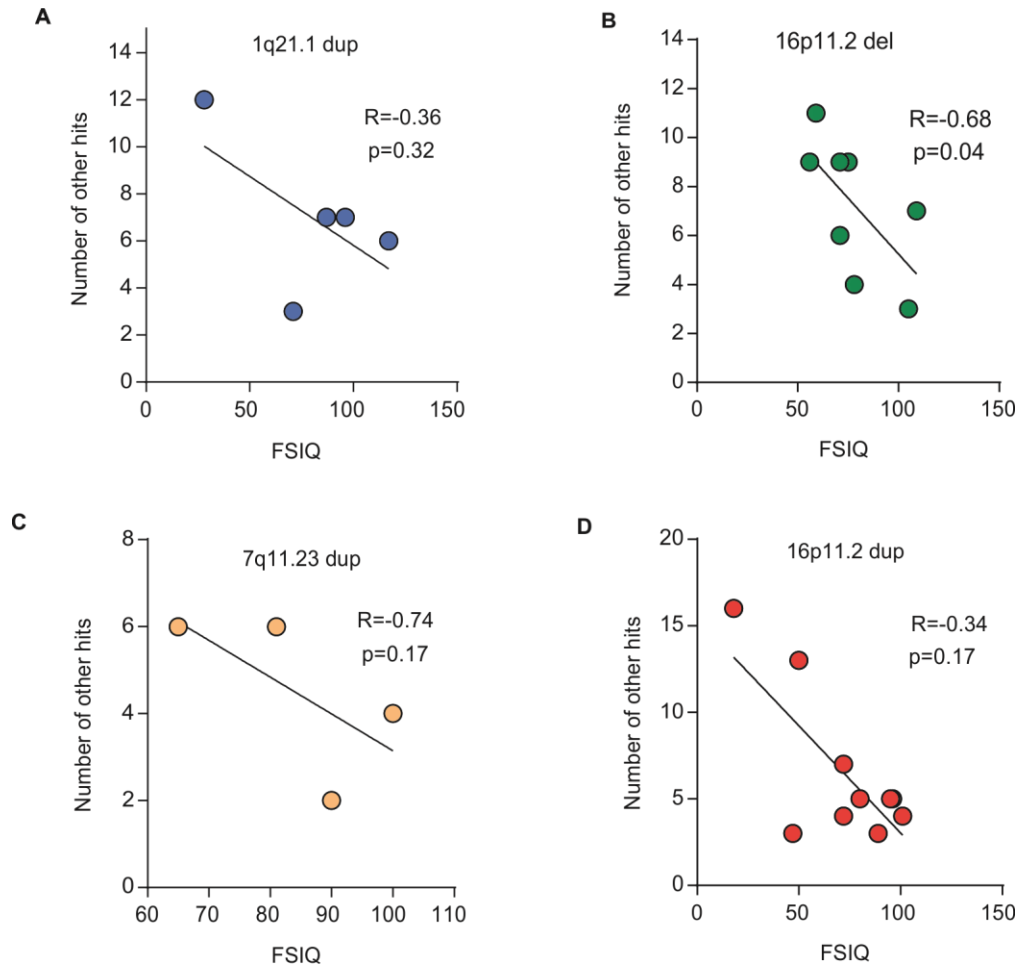 A
1q21.1 dup
14
12
10
8
6
4
2
0
Number of other hits
R=-0.36
p=0.32
0 50 100 150
FSIQ
B
16p11.2 del
14
12
10
8
6
4
2
0
Number of other hits
R=-0.68
p=0.04
0 50 100 150
FSIQ
C
7q11.23 dup
8
6
4
2
0
Number of other hits
R=-0.74
p=0.17
60 70 80 90 100 110
FSIQ
D
16p11.2 dup
20
15
10
5
0
Number of other hits
R=-0.34
p=0.17
0 50 100 150
FSIQ